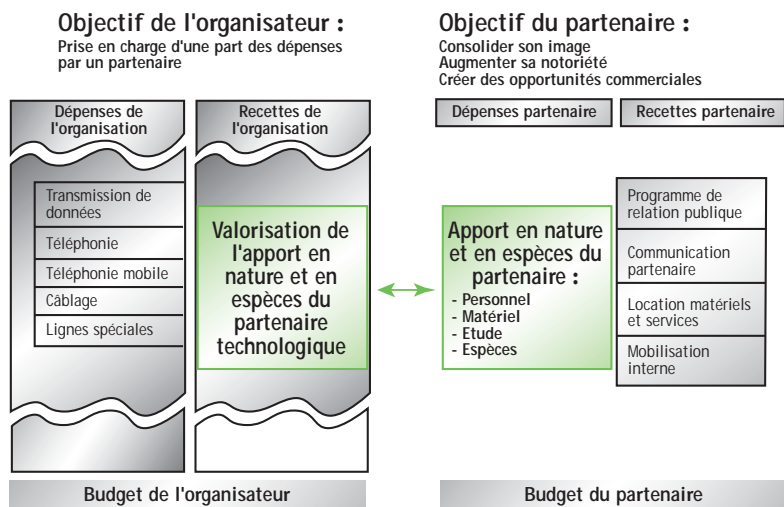 Objectif de l'organisateur :
Prise en charge d'une part des dépenses
par un partenaire
Objectif du partenaire :
Consolider son image
Augmenter sa notoriété
Créer des opportunités commerciales
Dépenses de
l'organisation
Recettes de
l'organisation
Dépenses partenaire
Recettes partenaire
Transmission de
données
Téléphonie
Téléphonie mobile
Câblage
Lignes spéciales
Valorisation de
l'apport en
nature et en
espèces du
partenaire
technologique
Apport en nature
et en espèces du
partenaire :
- Personnel
- Matériel
- Etude
- Espèces
Programme de
relation publique
Communication
partenaire
Location matériels
et services
Mobilisation
interne
Budget de l'organisateur
Budget du partenaire